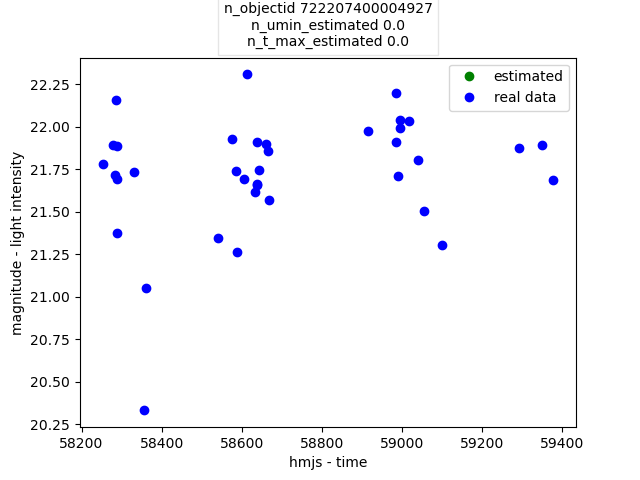 n_objectid 722207400004927
n_umin_estimated 0.0
n_t_max_estimated 0.0
estimated
real data
22.25
22.00
21.75
21.50
21.25
21.00
20.75
20.50
20.25
magnitude - light intensity
58200 58400 58600 58800 59000 59200 59400
hmjs - time